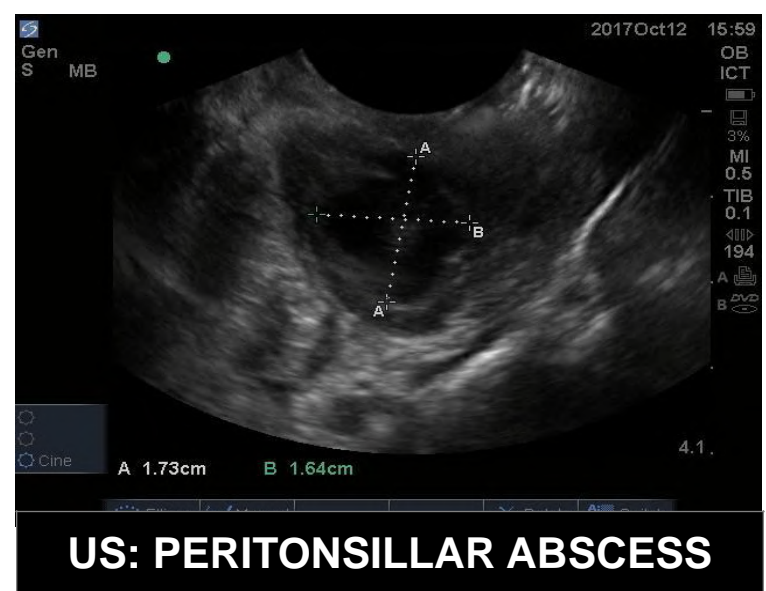 2017Oct12 15:59
Gen
S MB
OB
ICT
3%
MI
0.5
TIB
0.1
194
A
B DVD
A
B
A
Cine
4.1
A 1.73cm B 1.64cm
US: PERITONSILLAR ABSCESS